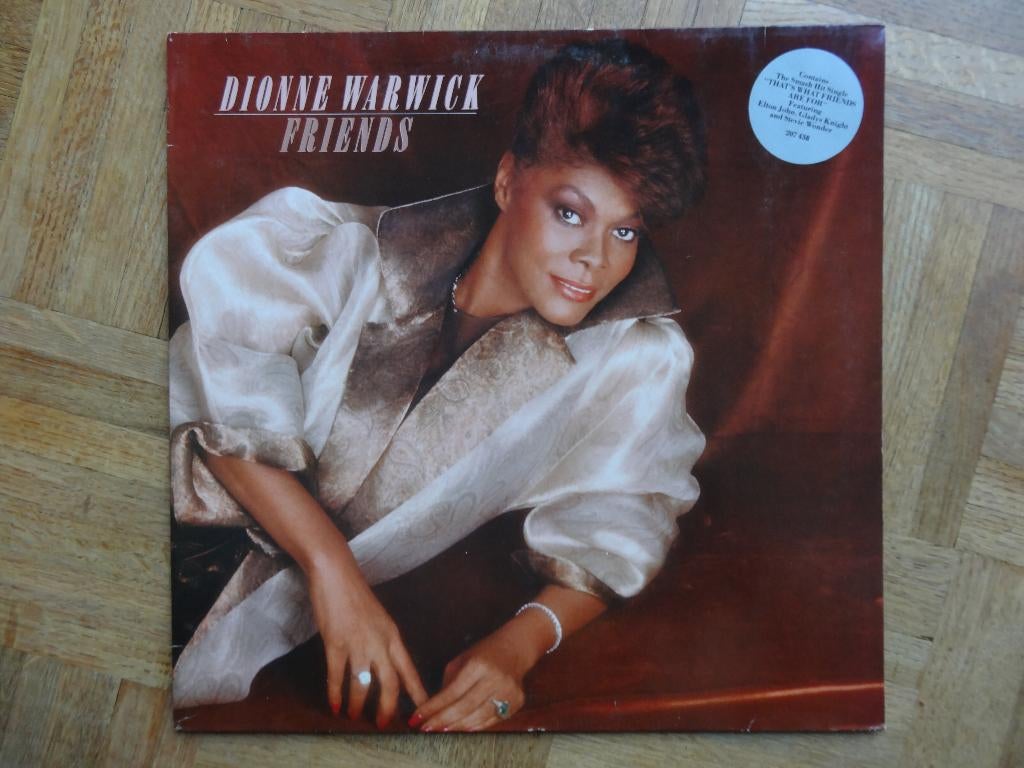 DIONNE WARWICK
FRIENDS
Contains
The Smash Hit Single
"THAT'S WHAT FRIENDS
ARE FOR"
Featuring
Elton John, Gladys Knight
and Stevie Wonder
207 438